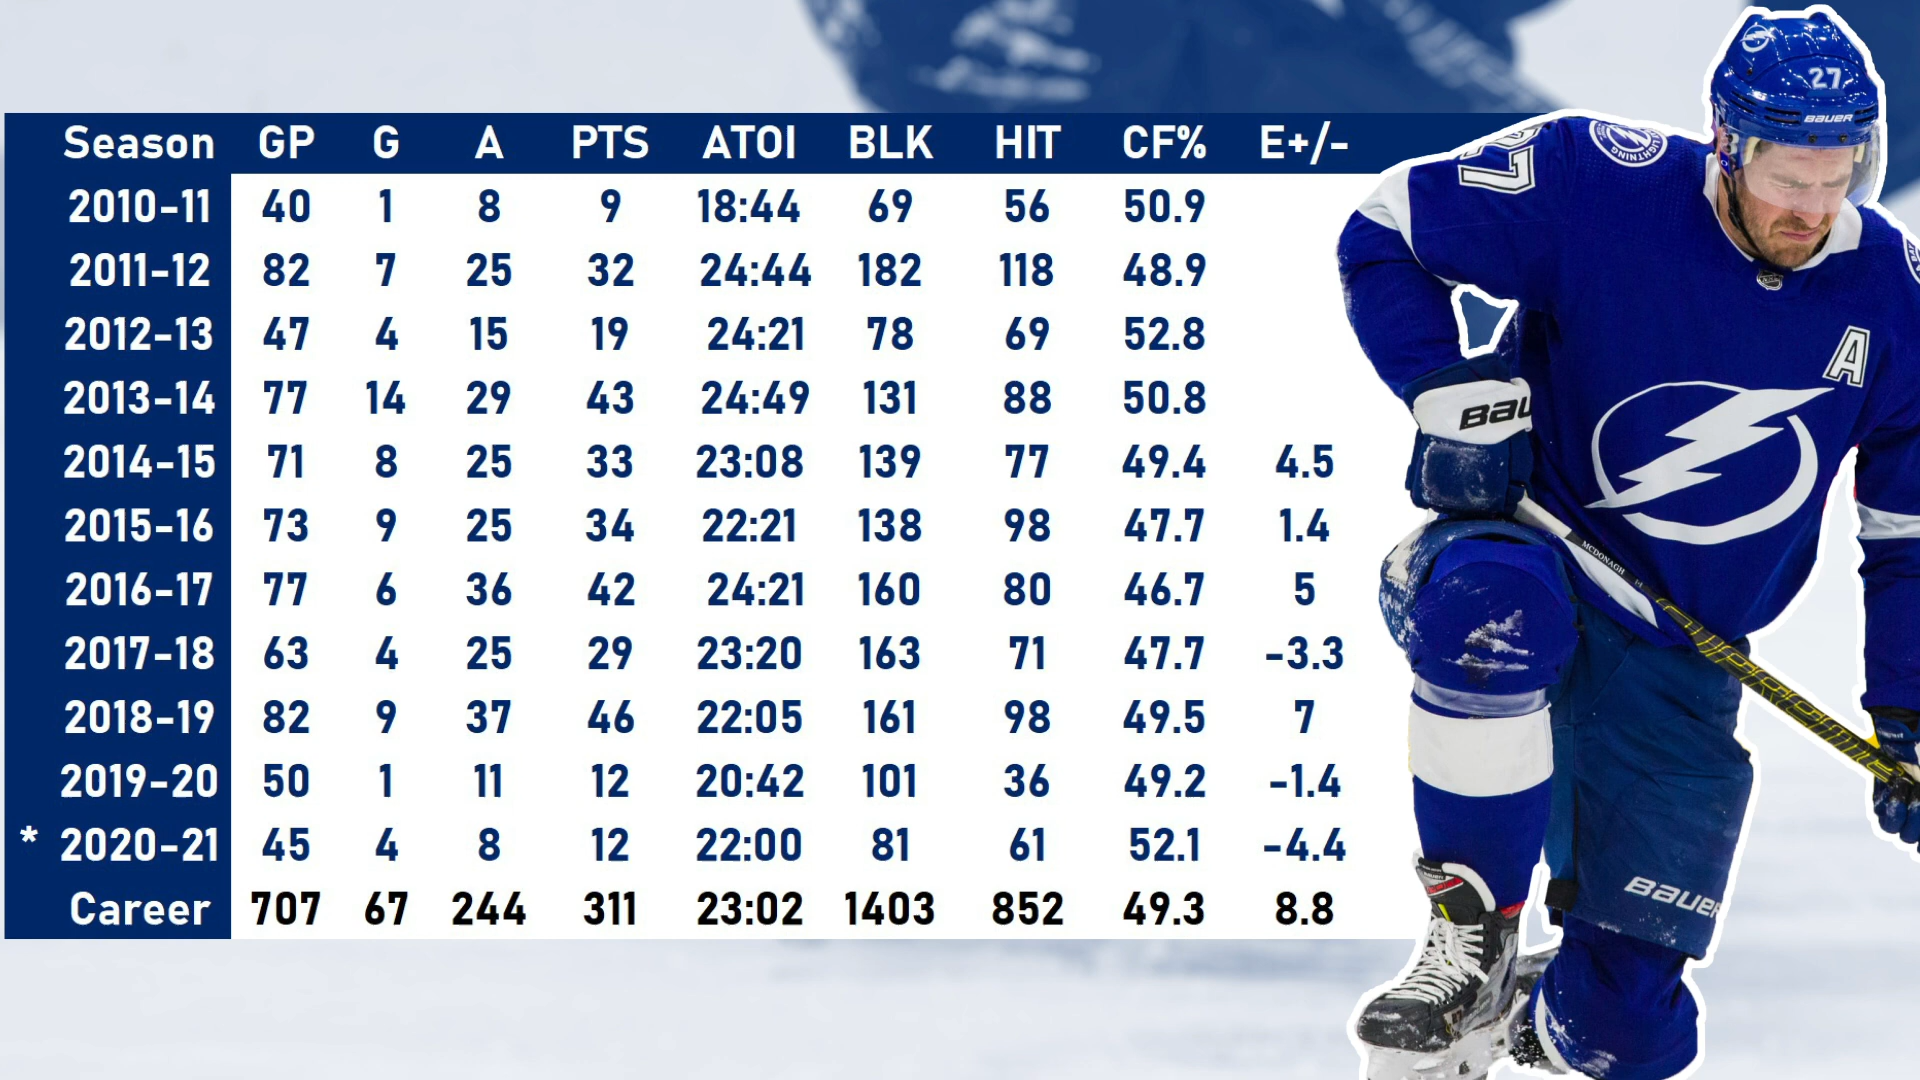 Season GP G A PTS ATOI BLK HIT CF% E+/-
2010-11 40 1 8 9 18:44 69 56 50.9
2011-12 82 7 25 32 24:44 182 118 48.9
2012-13 47 4 15 19 24:21 78 69 52.8
2013-14 77 14 29 43 24:49 131 88 50.8
2014-15 71 8 25 33 23:08 139 77 49.4 4.5
2015-16 73 9 25 34 22:21 138 98 47.7 1.4
2016-17 77 6 36 42 24:21 160 80 46.7 5
2017-18 63 4 25 29 23:20 163 71 47.7 -3.3
2018-19 82 9 37 46 22:05 161 98 49.5 7
2019-20 50 1 11 12 20:42 101 36 49.2 -1.4
* 2020-21 45 4 8 12 22:00 81 61 52.1 -4.4
Career 707 67 244 311 23:02 1403 852 49.3 8.8
27
BAUER
27
LIGHTNING
A
BAU
MCDONAGH
SUPREME
BAUER